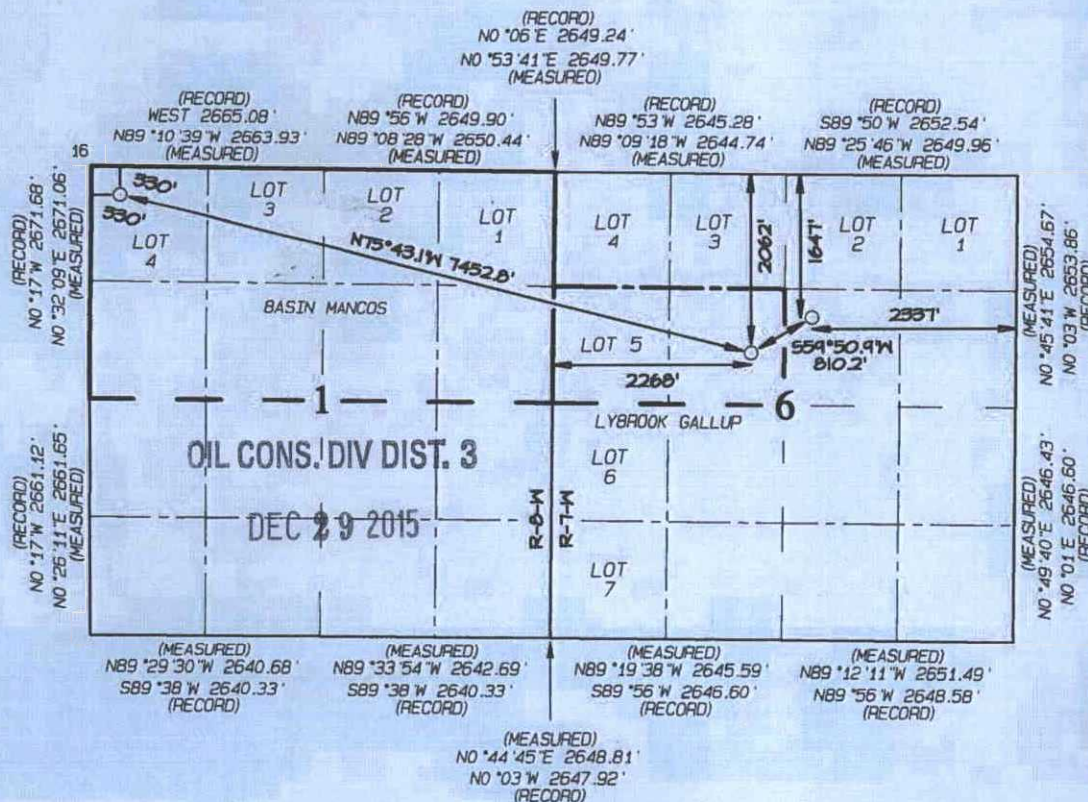 (RECORD)
N0°06'E 2649.24'
N0°53'41"E 2649.77'
(MEASURED)
(RECORD)
WEST 2665.08'
N89°10'39"W 2663.93'
(MEASURED)
(RECORD)
N89°56'W 2649.90'
N89°08'28"W 2650.44'
(MEASURED)
(RECORD)
N89°53'W 2645.28'
N89°09'18"W 2644.74'
(MEASURED)
(RECORD)
S89°50'W 2652.54'
N89°25'46"W 2649.96'
(MEASURED)
16
(RECORD)
N0°17'W 2671.68'
N0°32'09"E 2671.06'
(MEASURED)
330'
330'
LOT
4
LOT
3
LOT
2
LOT
1
LOT
4
LOT
3
LOT
2
LOT
1
N75°43.1'W 7452.8'
2062'
1647'
(MEASURED)
N0°45'41"E 2654.67'
N0°03'W 2653.86'
(RECORD)
BASIN MANCOS
LOT 5
2337'
S59°50.9'W
810.2'
2268'
1
6
LYBROOK GALLUP
OIL CONS. DIV DIST. 3
DEC 29 2015
LOT
6
LOT
7
R-8-W
R-7-W
(RECORD)
N0°17'W 2661.12'
N0°26'11"E 2661.65'
(MEASURED)
(MEASURED)
N0°49'40"E 2646.43'
N0°01'E 2646.60'
(RECORD)
(MEASURED)
N89°29'30"W 2640.68'
S89°38'W 2640.33'
(RECORD)
(MEASURED)
N89°33'54"W 2642.69'
S89°38'W 2640.33'
(RECORD)
(MEASURED)
N89°19'38"W 2645.59'
S89°56'W 2646.60'
(RECORD)
(MEASURED)
N89°12'11"W 2651.49'
N89°56'W 2648.58'
(RECORD)
(MEASURED)
N0°44'45"E 2648.81'
N0°03'W 2647.92'
(RECORD)